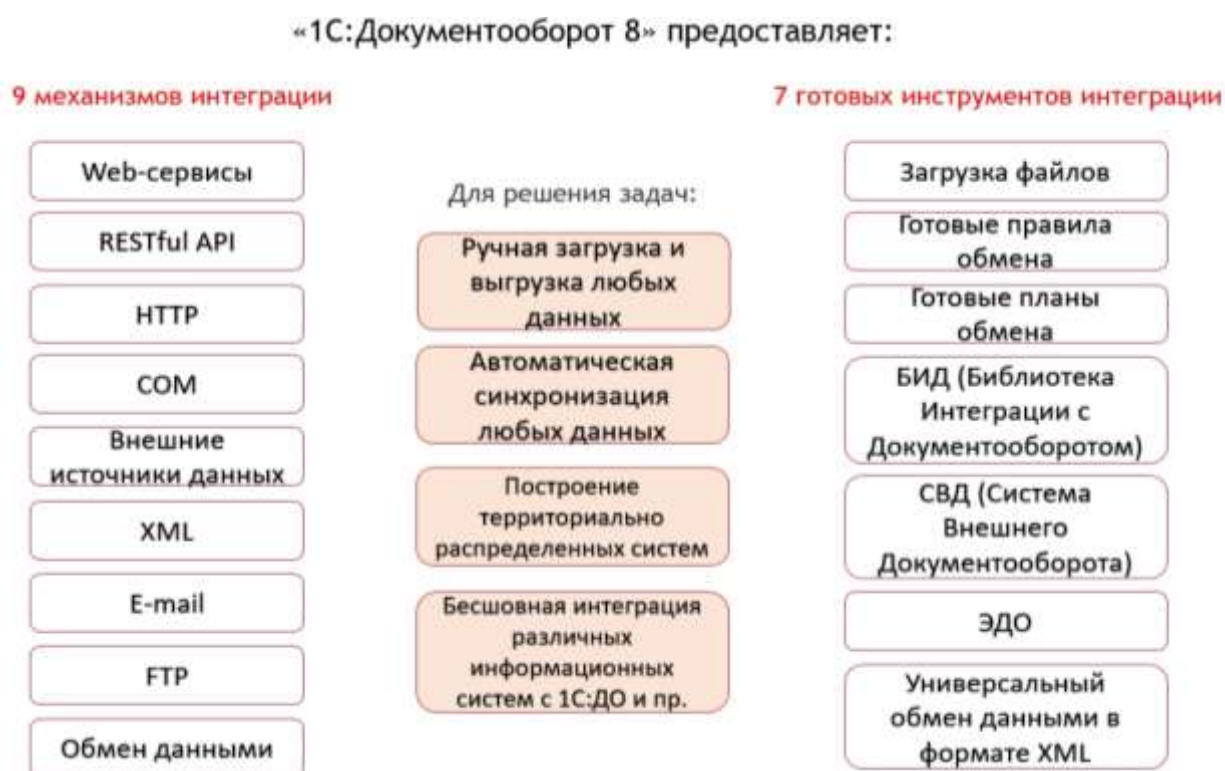 «1С:Документооборот 8» предоставляет:
9 механизмов интеграции
Web-сервисы
RESTful API
HTTP
COM
Внешние
источники данных
XML
E-mail
FTP
Обмен данными
Для решения задач:
Ручная загрузка и
выгрузка любых
данных
Автоматическая
синхронизация
любых данных
Построение
территориально
распределенных систем
Бесшовная интеграция
различных
информационных
систем с 1С:ДО и пр.
7 готовых инструментов интеграции
Загрузка файлов
Готовые правила
обмена
Готовые планы
обмена
БИД (Библиотека
Интеграции с
Документооборотом)
СВД (Система
Внешнего
Документооборота)
ЭДО
Универсальный
обмен данными в
формате XML